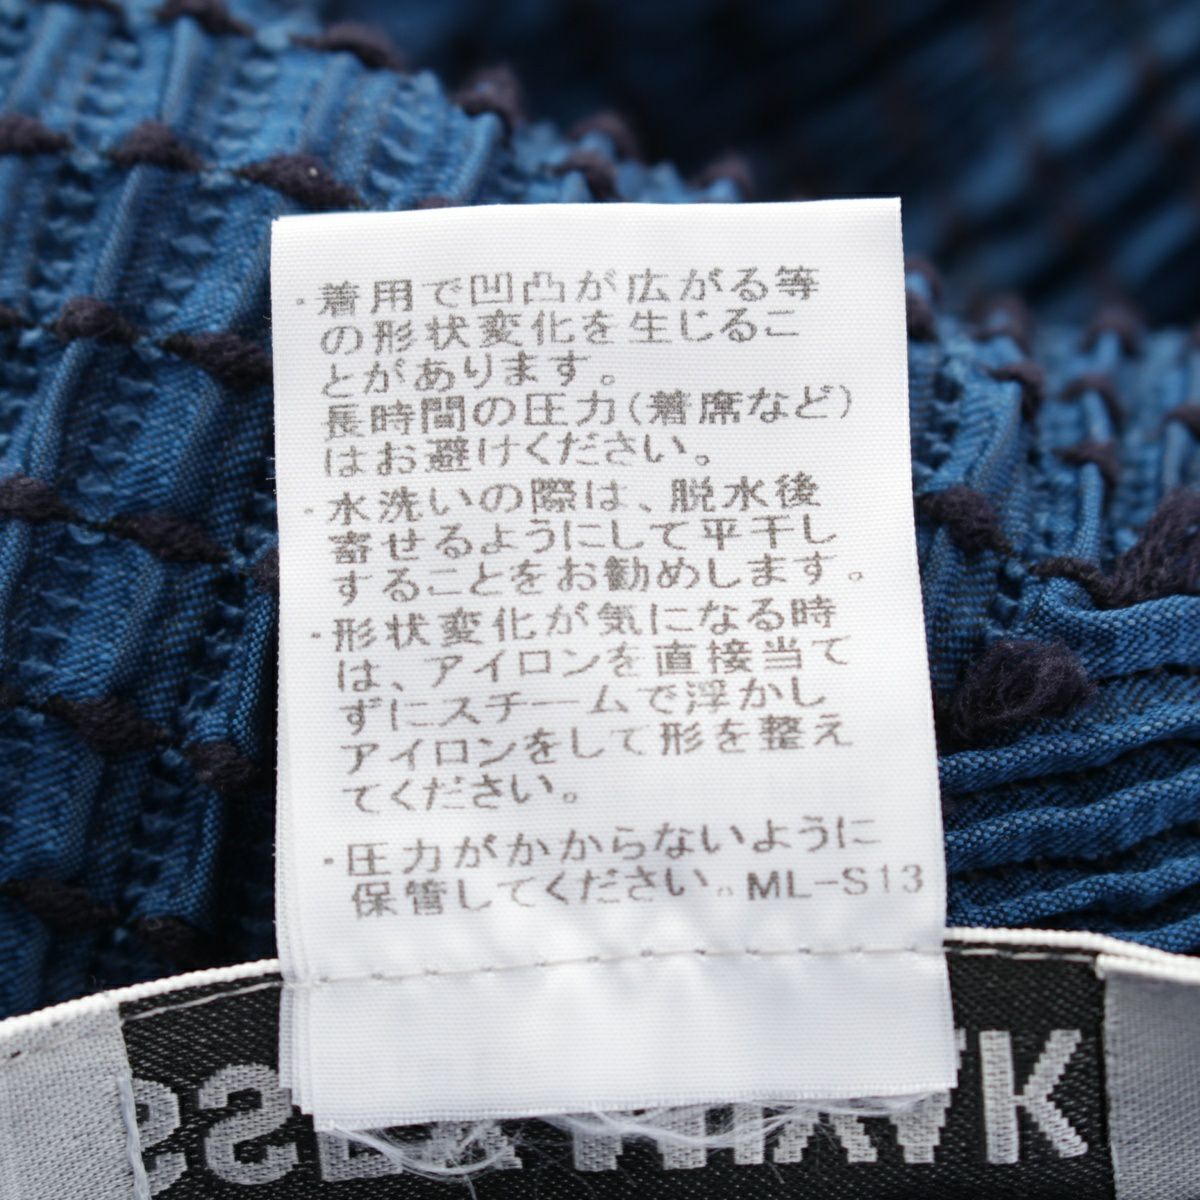 ・着用で凹凸が広がる等
の形状変化を生じるこ
とがあります。
長時間の圧力(着席など)
はお避けください。
・水洗いの際は、脱水後
寄せるようにして平干し
することをお勧めします。
・形状変化が気になる時
は、アイロンを直接当て
ずにスチームで浮かし
アイロンをして形を整え
てください。
・圧力がかからないように
保管してください。ML-S13